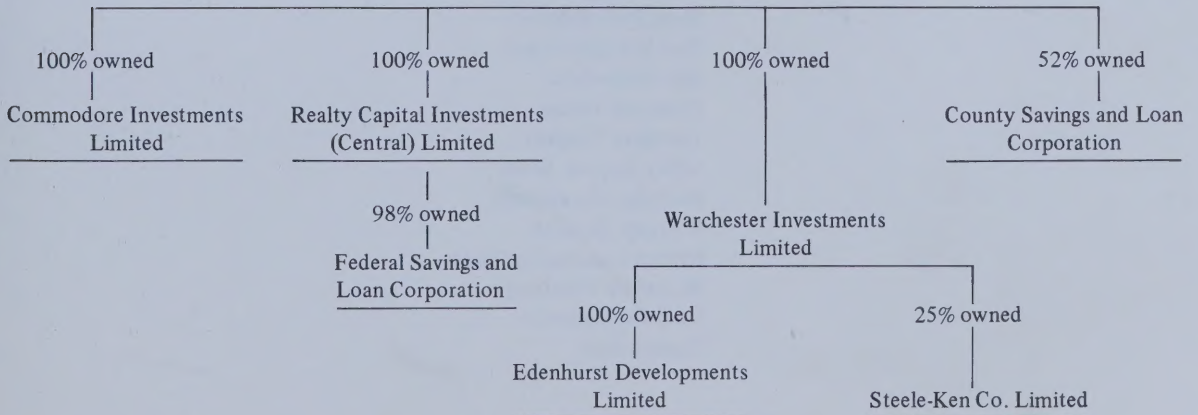 100% owned
100% owned
100% owned
52% owned
Commodore Investments
Limited
Realty Capital Investments
(Central) Limited
County Savings and Loan
Corporation
98% owned
Federal Savings and
Loan Corporation
Warchester Investments
Limited
100% owned
25% owned
Edenhurst Developments
Limited
Steele-Ken Co. Limited